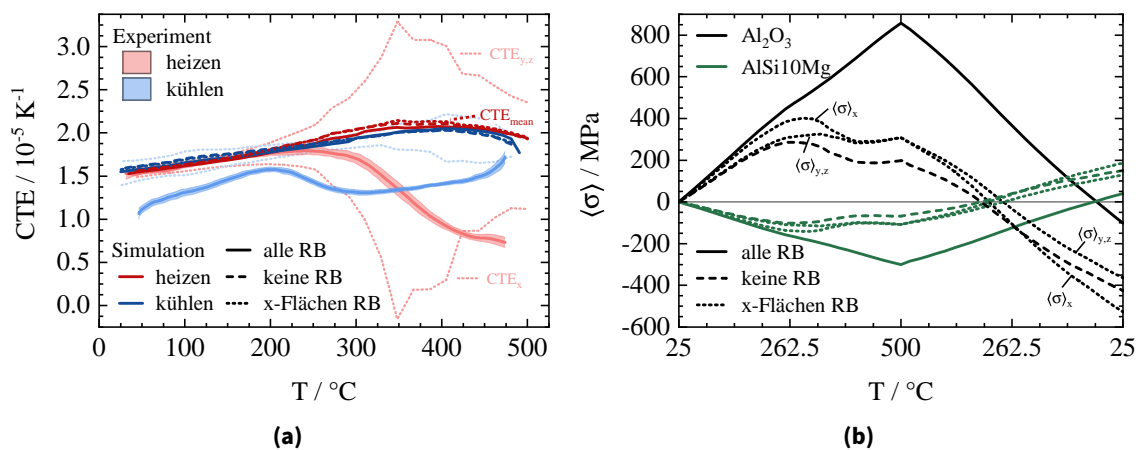 Experiment
heizen
kühlen
CTE_{y,z}
CTE_{mean}
Simulation
heizen
kühlen
alle RB
keine RB
x-Flächen RB
CTE_x
3.0
2.5
2.0
1.5
1.0
0.5
0.0
CTE / 10⁻⁵ K⁻¹
0 100 200 300 400 500
T / °C
(a)
Al₂O₃
AlSi10Mg
⟨σ⟩ₓ
⟨σ⟩_{y,z}
⟨σ⟩_{y,z}
⟨σ⟩ₓ
alle RB
keine RB
x-Flächen RB
800
600
400
200
0
-200
-400
-600
⟨σ⟩ / MPa
25 262.5 500 262.5 25
T / °C
(b)